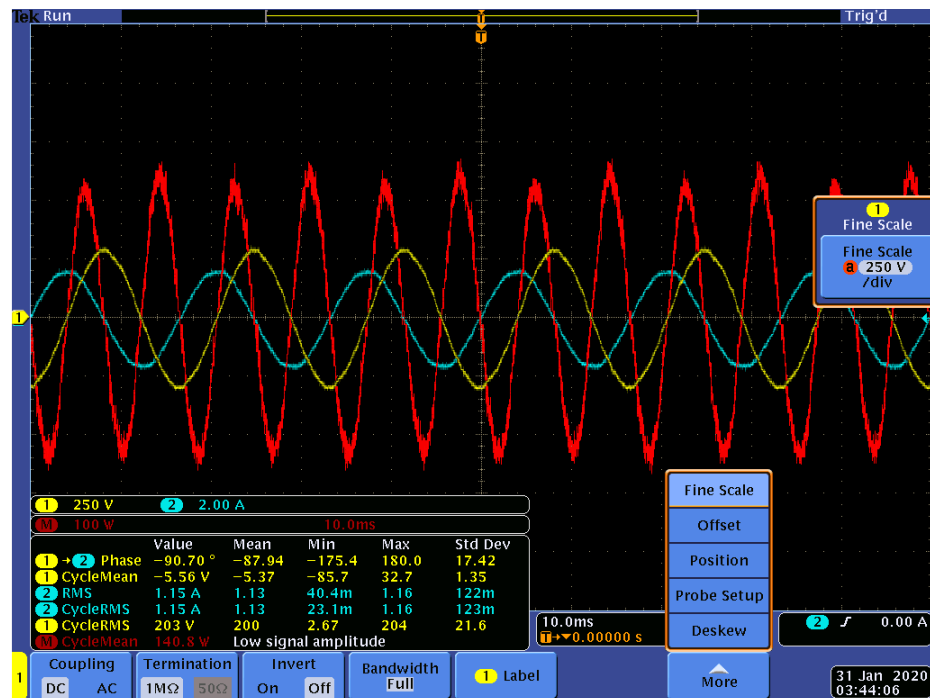 Tek Run Trig'd
T
T
1
Fine Scale
Fine Scale
a 250 V
/div
1
1 250 V 2 2.00 A
M 100 W 10.0ms
Value Mean Min Max Std Dev
1 → 2 Phase −90.70 ° −87.94 −175.4 180.0 17.42
1 CycleMean −5.56 V −5.37 −85.7 32.7 1.35
2 RMS 1.15 A 1.13 40.4m 1.16 122m
2 CycleRMS 1.15 A 1.13 23.1m 1.16 123m
1 CycleRMS 203 V 200 2.67 204 21.6
M CycleMean 140.8 W Low signal amplitude
Fine Scale
Offset
Position
Probe Setup
Deskew
10.0ms
T→▼0.00000 s
2 ƒ 0.00 A
1
Coupling
DC AC
Termination
1MΩ 50Ω
Invert
On Off
Bandwidth
Full
1 Label
More
31 Jan 2020
03:44:06